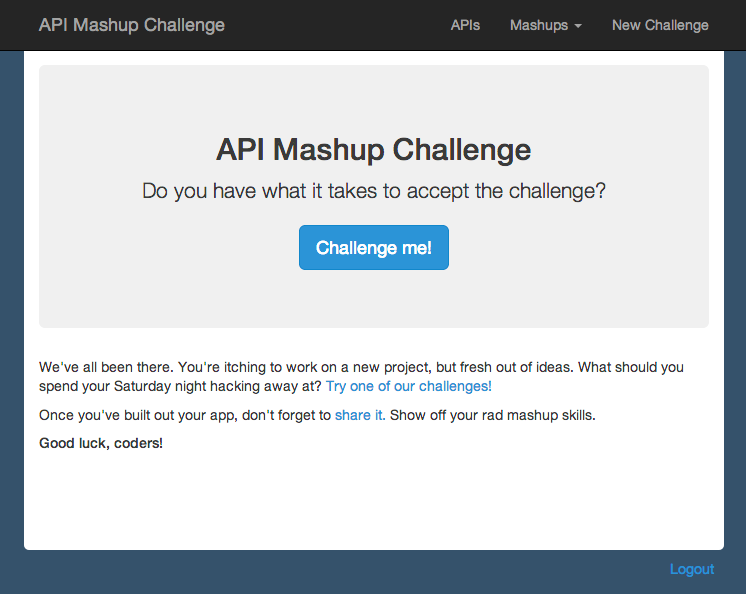 API Mashup Challenge
APIs
Mashups
New Challenge
API Mashup Challenge
Do you have what it takes to accept the challenge?
Challenge me!
We've all been there. You're itching to work on a new project, but fresh out of ideas. What should you
spend your Saturday night hacking away at? Try one of our challenges!
Once you've built out your app, don't forget to share it. Show off your rad mashup skills.
Good luck, coders!
Logout